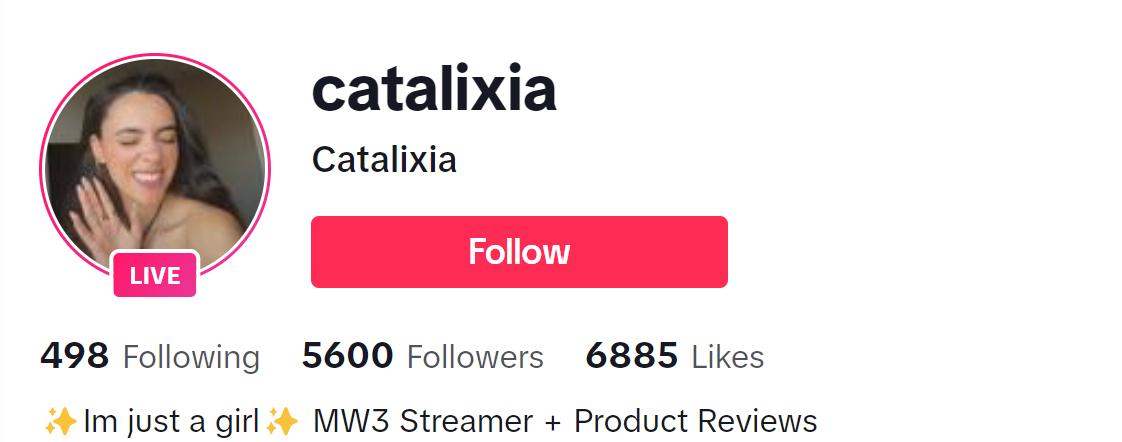 catalixia
Catalixia
Follow
LIVE
498 Following 5600 Followers 6885 Likes
✨Im just a girl✨ MW3 Streamer + Product Reviews